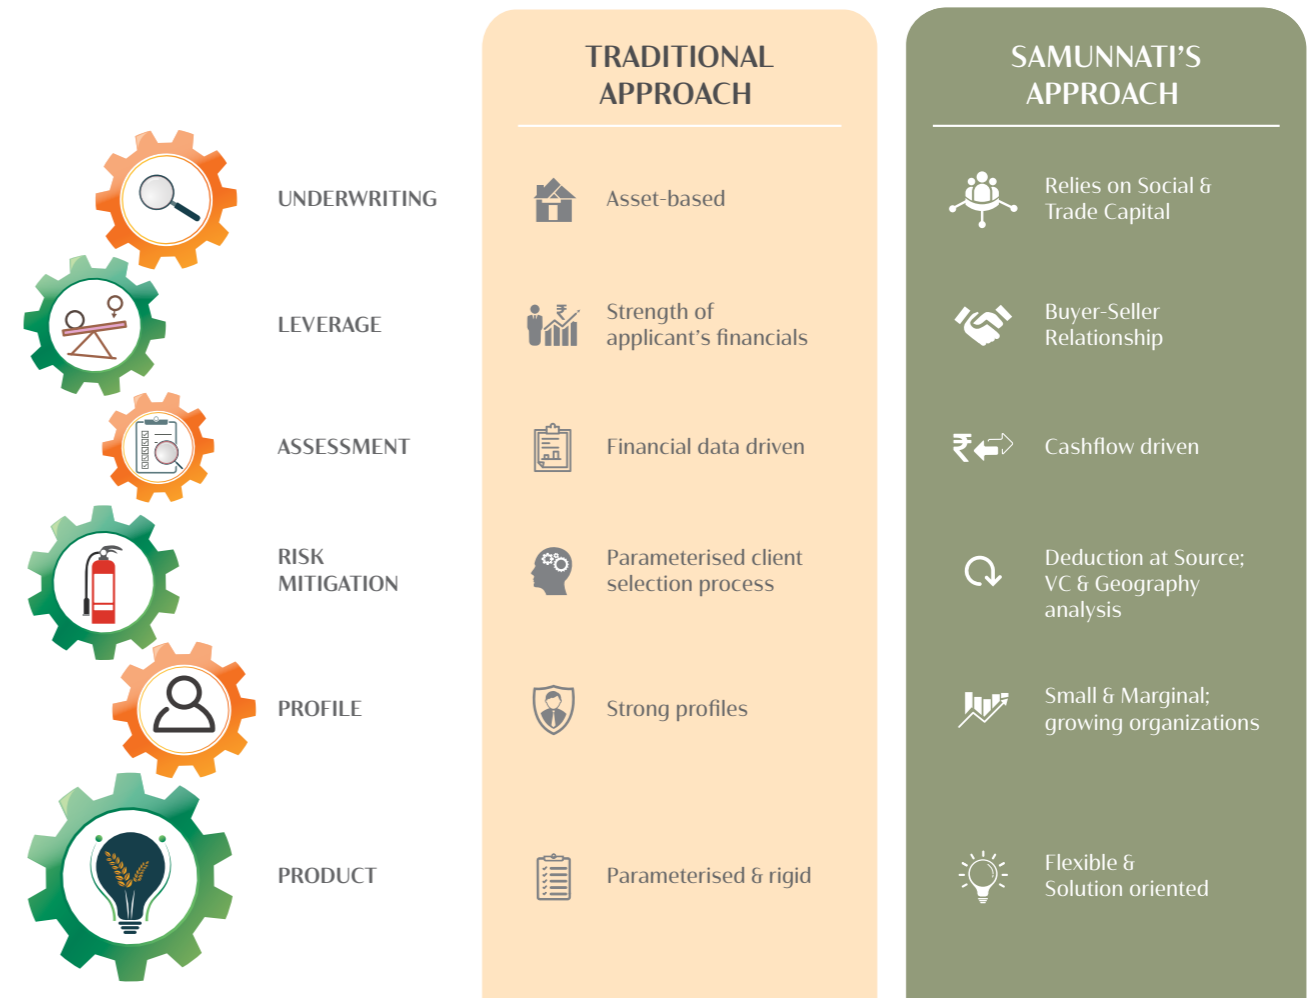 TRADITIONAL
APPROACH
SAMUNNATI'S
APPROACH
UNDERWRITING
Asset-based
Relies on Social &
Trade Capital
LEVERAGE
Strength of
applicant's financials
Buyer-Seller
Relationship
ASSESSMENT
Financial data driven
₹
Cashflow driven
RISK
MITIGATION
Parameterised client
selection process
Deduction at Source;
VC & Geography
analysis
PROFILE
Strong profiles
Small & Marginal;
growing organizations
PRODUCT
Parameterised & rigid
Flexible &
Solution oriented